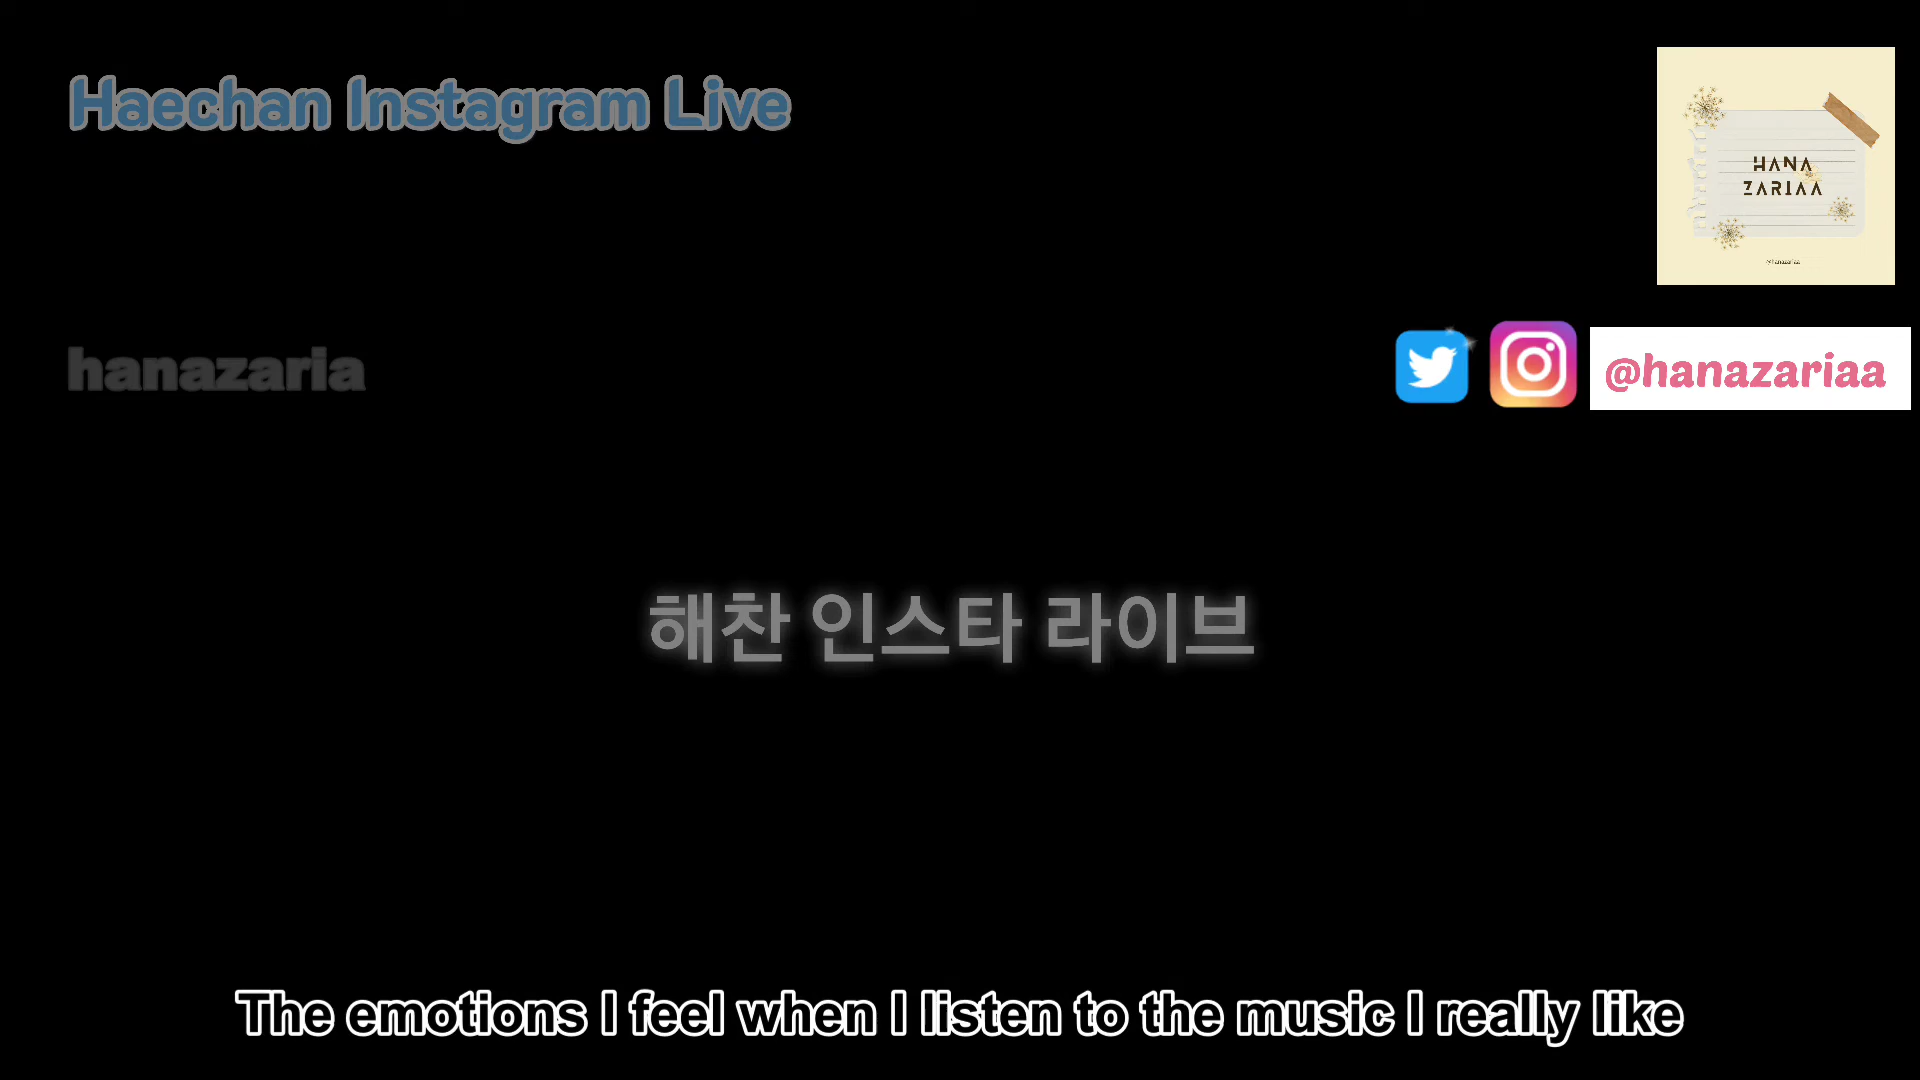 Haechan Instagram Live
HANA
ZARIAA
@hanazariaa
hanazaria
@hanazariaa
해찬 인스타 라이브
The emotions I feel when I listen to the music I really like